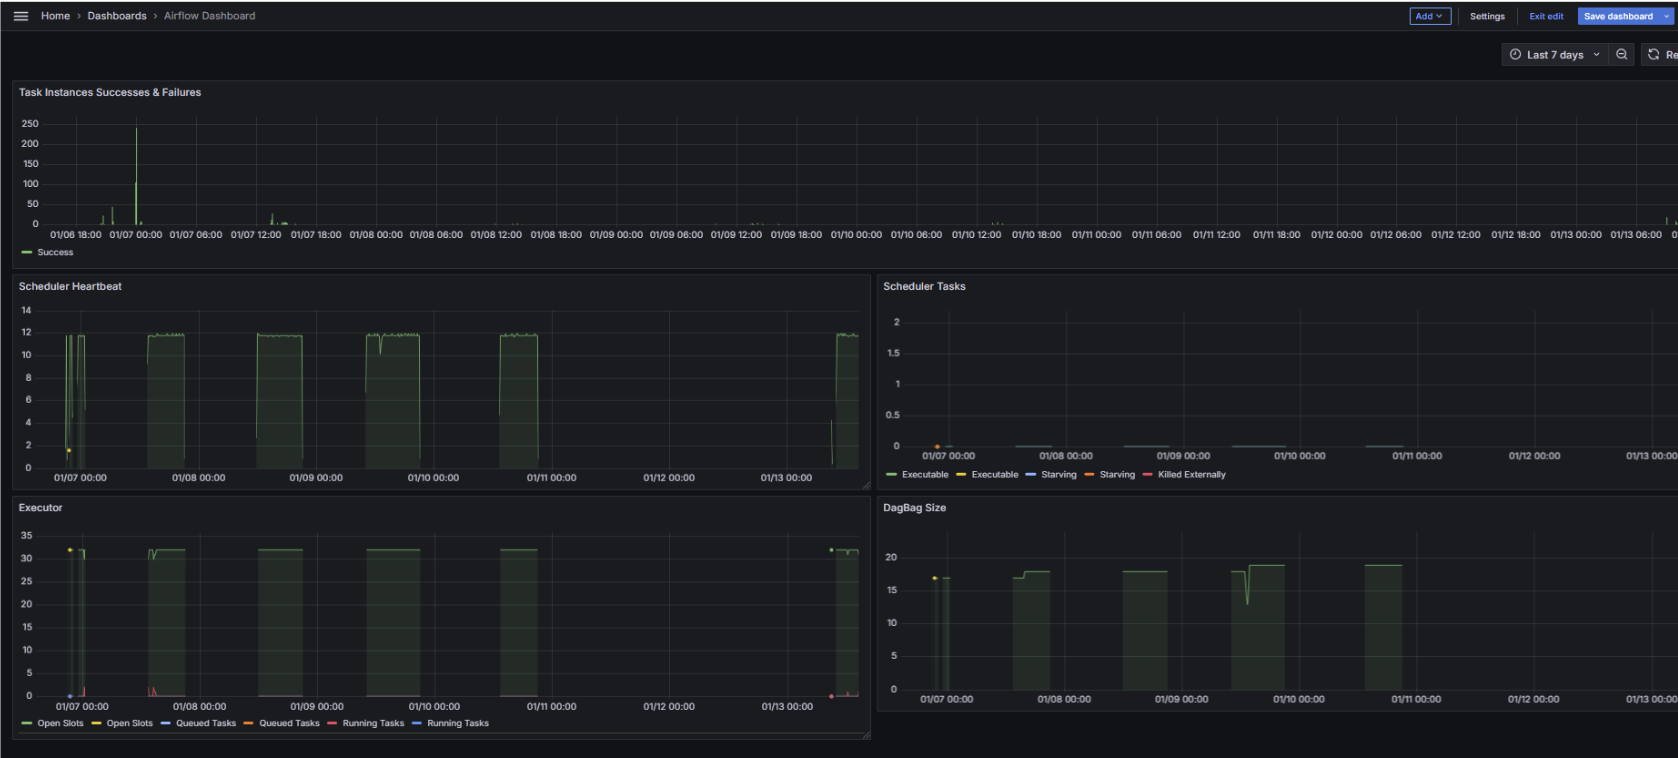 Home › Dashboards › Airflow Dashboard Add Settings Exit edit Save dashboard
Last 7 days Re
Task Instances Successes & Failures
250
200
150
100
50
0
01/06 18:00 01/07 00:00 01/07 06:00 01/07 12:00 01/07 18:00 01/08 00:00 01/08 06:00 01/08 12:00 01/08 18:00 01/09 00:00 01/09 06:00 01/09 12:00 01/09 18:00 01/10 00:00 01/10 06:00 01/10 12:00 01/10 18:00 01/11 00:00 01/11 06:00 01/11 12:00 01/11 18:00 01/12 00:00 01/12 06:00 01/12 12:00 01/12 18:00 01/13 00:00 01/13 06:00 0
Success
Scheduler Heartbeat
14
12
10
8
6
4
2
0
01/07 00:00 01/08 00:00 01/09 00:00 01/10 00:00 01/11 00:00 01/12 00:00 01/13 00:00
Scheduler Tasks
2
1.5
1
0.5
0
01/07 00:00 01/08 00:00 01/09 00:00 01/10 00:00 01/11 00:00 01/12 00:00 01/13 00:00
Executable Executable Starving Starving Killed Externally
Executor
35
30
25
20
15
10
5
0
01/07 00:00 01/08 00:00 01/09 00:00 01/10 00:00 01/11 00:00 01/12 00:00 01/13 00:00
Open Slots Open Slots Queued Tasks Queued Tasks Running Tasks Running Tasks
DagBag Size
20
15
10
5
0
01/07 00:00 01/08 00:00 01/09 00:00 01/10 00:00 01/11 00:00 01/12 00:00 01/13 00:00